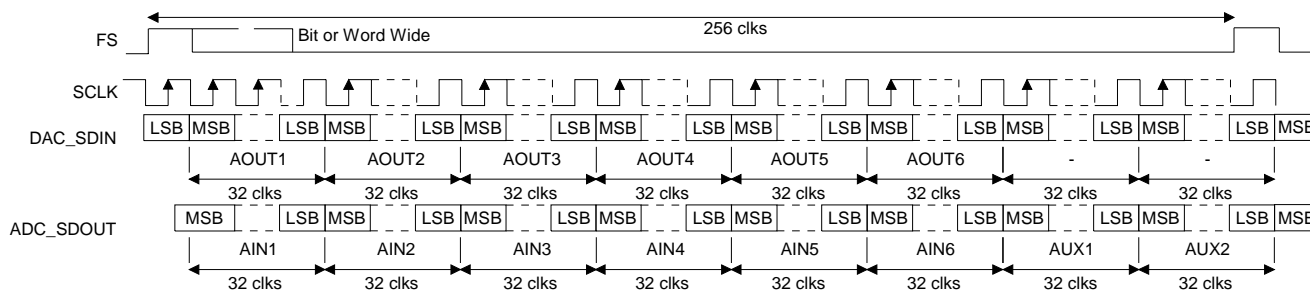 256 clks
FS
Bit or Word Wide
SCLK
DAC_SDIN
LSB MSB LSB MSB LSB MSB LSB MSB LSB MSB LSB MSB LSB MSB LSB MSB LSB MSB
AOUT1 AOUT2 AOUT3 AOUT4 AOUT5 AOUT6 - -
32 clks 32 clks 32 clks 32 clks 32 clks 32 clks 32 clks 32 clks
ADC_SDOUT
MSB LSB MSB LSB MSB LSB MSB LSB MSB LSB MSB LSB MSB LSB MSB LSB MSB
AIN1 AIN2 AIN3 AIN4 AIN5 AIN6 AUX1 AUX2
32 clks 32 clks 32 clks 32 clks 32 clks 32 clks 32 clks 32 clks